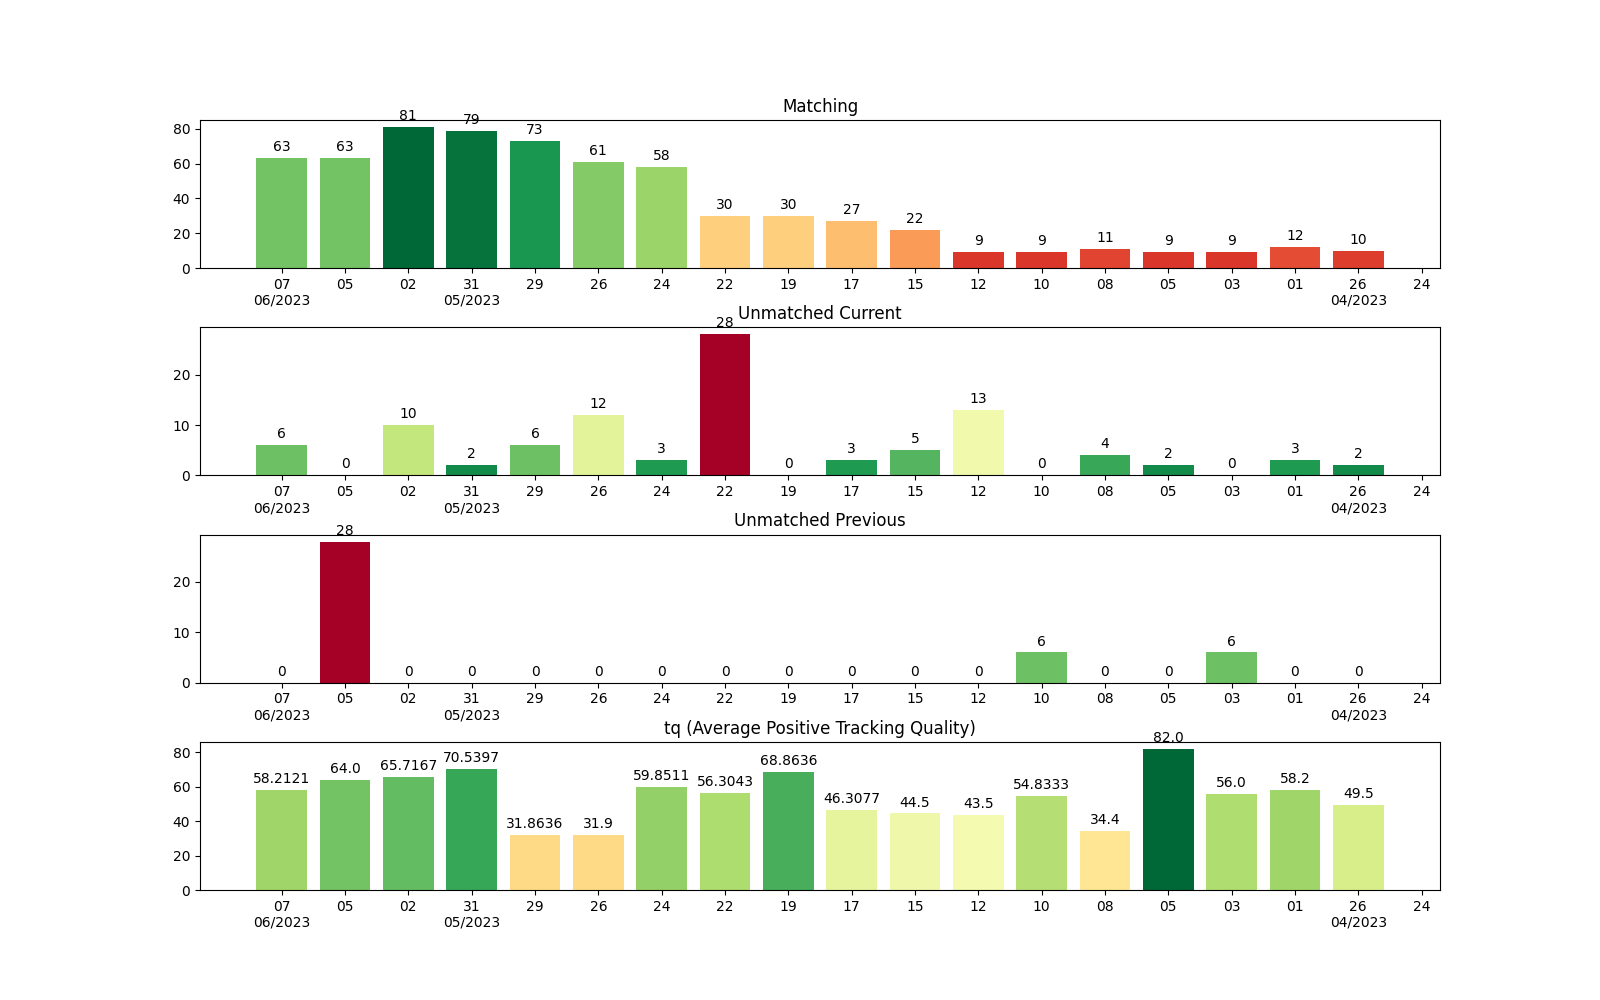 Matching
81 79
80 73
63 63 61 58
60
40 30 30 27 22
20 9 9 11 9 9 12 10
0
07 05 02 31 29 26 24 22 19 17 15 12 10 08 05 03 01 26 24
06/2023 05/2023 04/2023
Unmatched Current
28
20
10 12 13
10 6 0 2 6 3 0 3 5 0 4 2 0 3 2
0
07 05 02 31 29 26 24 22 19 17 15 12 10 08 05 03 01 26 24
06/2023 05/2023 04/2023
Unmatched Previous
28
20
10
6 6
0 0 0 0 0 0 0 0 0 0 0 0 0 0 0
0
07 05 02 31 29 26 24 22 19 17 15 12 10 08 05 03 01 26 24
06/2023 05/2023 04/2023
tq (Average Positive Tracking Quality)
82.0
80 58.2121 64.0 65.7167 70.5397 59.8511 56.3043 68.8636
60 46.3077 44.5 43.5 54.8333 56.0 58.2 49.5
40 31.8636 31.9 34.4
20
0
07 05 02 31 29 26 24 22 19 17 15 12 10 08 05 03 01 26 24
06/2023 05/2023 04/2023